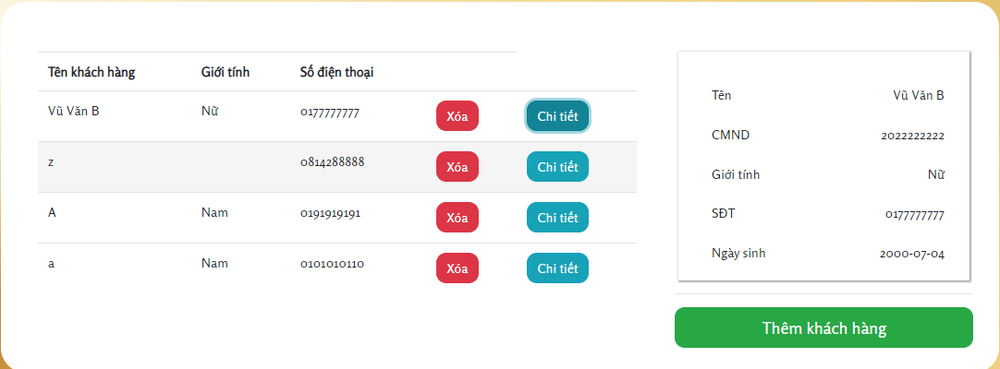 Tên khách hàng Giới tính Số điện thoại
Vũ Văn B Nữ 0177777777 Xóa Chi tiết
z 0814288888 Xóa Chi tiết
A Nam 0191919191 Xóa Chi tiết
a Nam 0101010110 Xóa Chi tiết
Tên Vũ Văn B
CMND 2022222222
Giới tính Nữ
SĐT 0177777777
Ngày sinh 2000-07-04
Thêm khách hàng